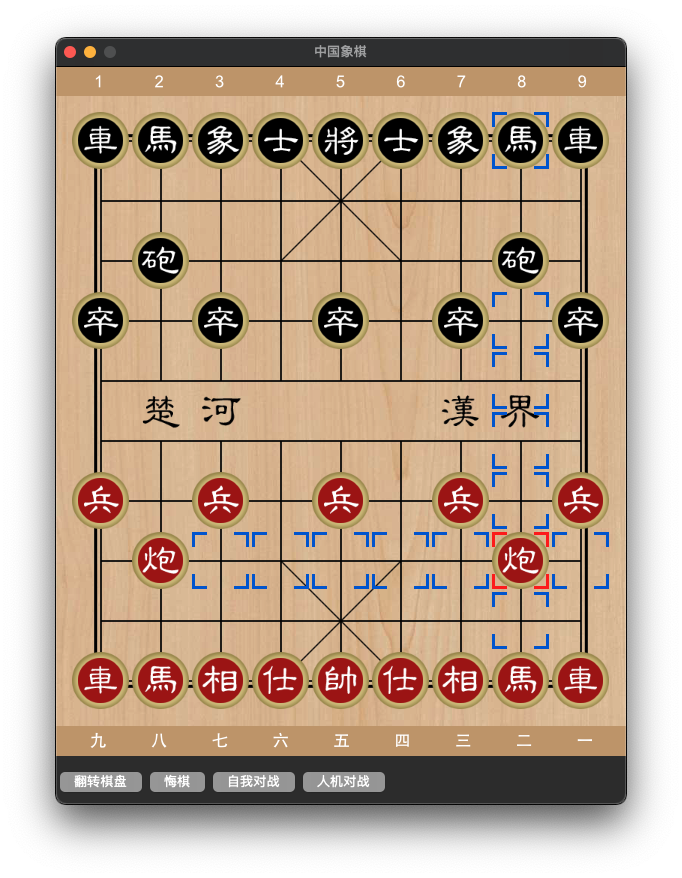 中国象棋
1 2 3 4 5 6 7 8 9
車 馬 象 士 將 士 象 馬 車
砲 砲
卒 卒 卒 卒 卒
楚 河 漢 界
兵 兵 兵 兵 兵
炮 炮
車 馬 相 仕 帥 仕 相 馬 車
九 八 七 六 五 四 三 二 一
翻转棋盘 悔棋 自我对战 人机对战